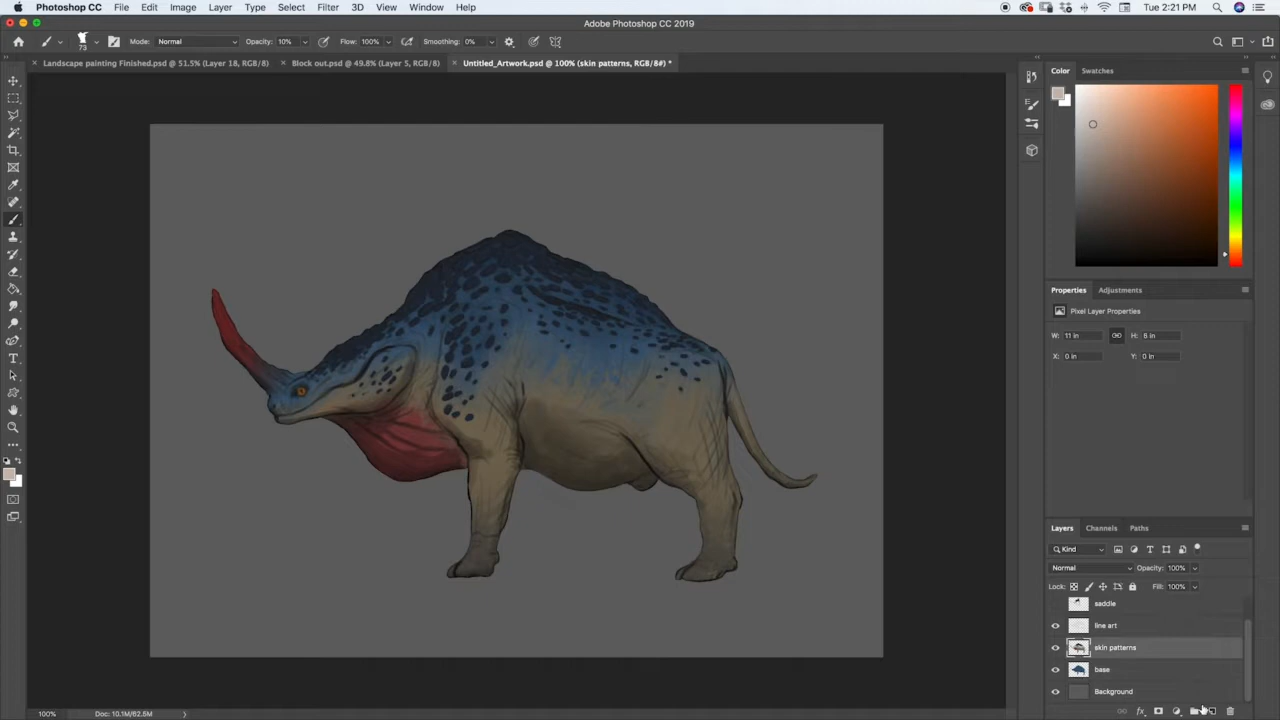 Photoshop CC File Edit Image Layer Type Select Filter 3D View Window Help Tue 2:21 PM
Adobe Photoshop CC 2019
73 Mode: Normal Opacity: 10% Flow: 100% Smoothing: 0%
Landscape painting Finished.psd @ 51.5% (Layer 18, RGB/8) Block out.psd @ 49.8% (Layer 5, RGB/8) Untitled_Artwork.psd @ 100% (skin patterns, RGB/8#) *
Color Swatches
Properties Adjustments
Pixel Layer Properties
W: 11 in H: 8 in
X: 0 in Y: 0 in
Layers Channels Paths
Kind
Normal Opacity: 100%
Lock: Fill: 100%
saddle
line art
skin patterns
base
Background
fx
100% Doc: 10.1M/62.5M